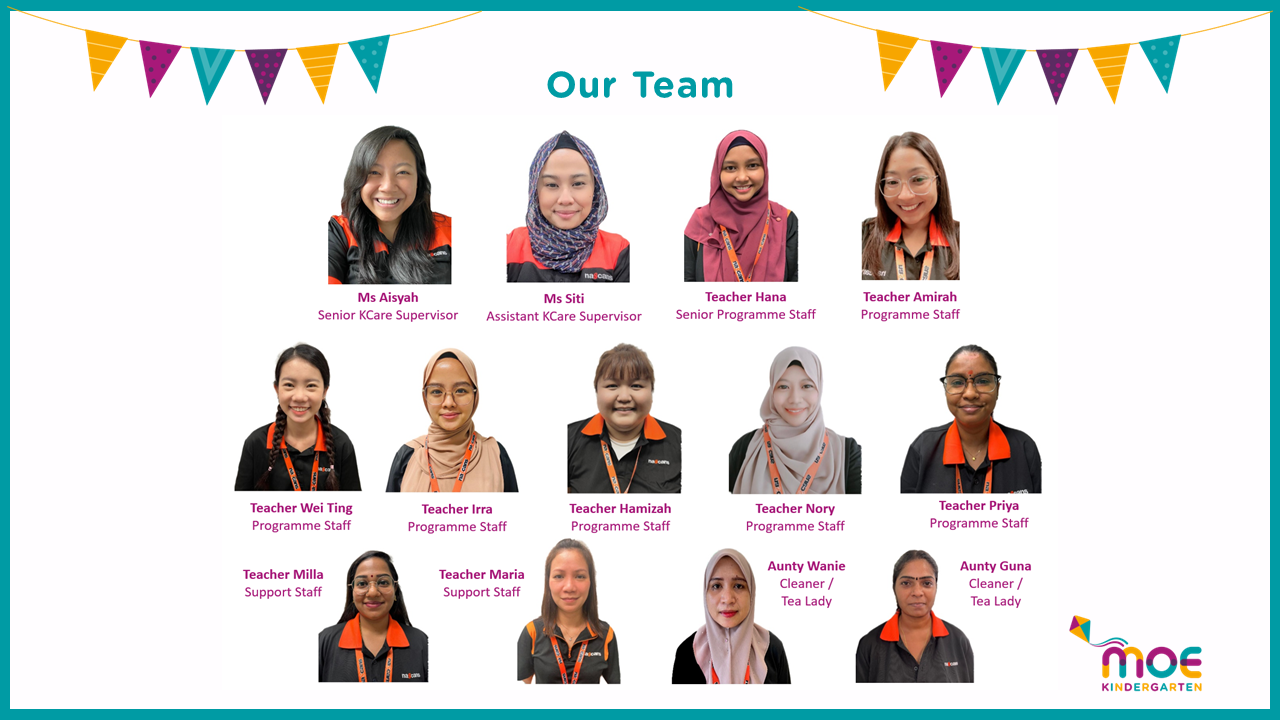 Our Team
Ms Aisyah
Senior KCare Supervisor
Ms Siti
Assistant KCare Supervisor
Teacher Hana
Senior Programme Staff
Teacher Amirah
Programme Staff
Teacher Wei Ting
Programme Staff
Teacher Irra
Programme Staff
Teacher Hamizah
Programme Staff
Teacher Nory
Programme Staff
Teacher Priya
Programme Staff
Teacher Milla
Support Staff
Teacher Maria
Support Staff
Aunty Wanie
Cleaner /
Tea Lady
Aunty Guna
Cleaner /
Tea Lady
MOE
KINDERGARTEN